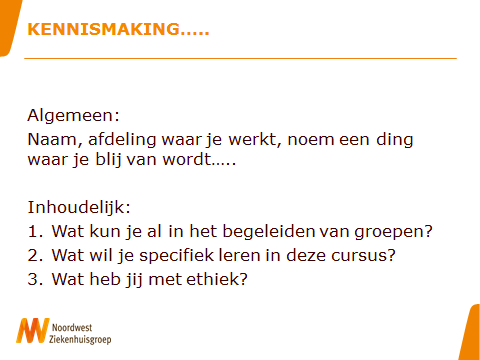 KENNISMAKING…..
Algemeen:
Naam, afdeling waar je werkt, noem een ding
waar je blij van wordt…..
Inhoudelijk:
1. Wat kun je al in het begeleiden van groepen?
2. Wat wil je specifiek leren in deze cursus?
3. Wat heb jij met ethiek?
Noordwest
Ziekenhuisgroep